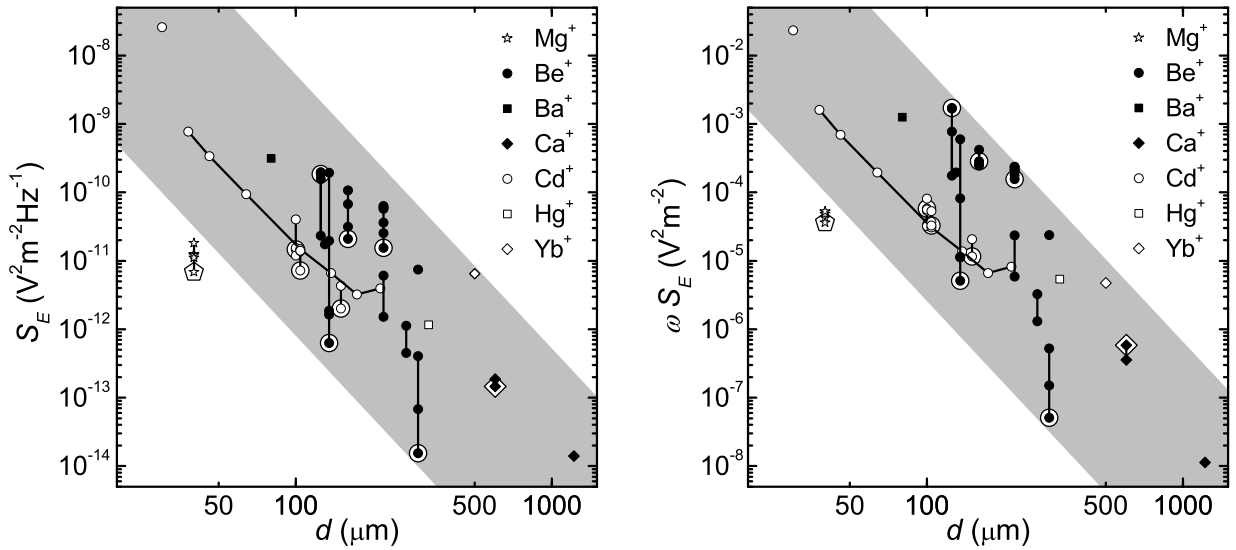 S_E (V²m⁻²Hz⁻¹)
10⁻⁸
10⁻⁹
10⁻¹⁰
10⁻¹¹
10⁻¹²
10⁻¹³
10⁻¹⁴
Mg⁺
Be⁺
Ba⁺
Ca⁺
Cd⁺
Hg⁺
Yb⁺
50
100
500
1000
d (μm)
ω S_E (V²m⁻²)
10⁻²
10⁻³
10⁻⁴
10⁻⁵
10⁻⁶
10⁻⁷
10⁻⁸
Mg⁺
Be⁺
Ba⁺
Ca⁺
Cd⁺
Hg⁺
Yb⁺
50
100
500
1000
d (μm)